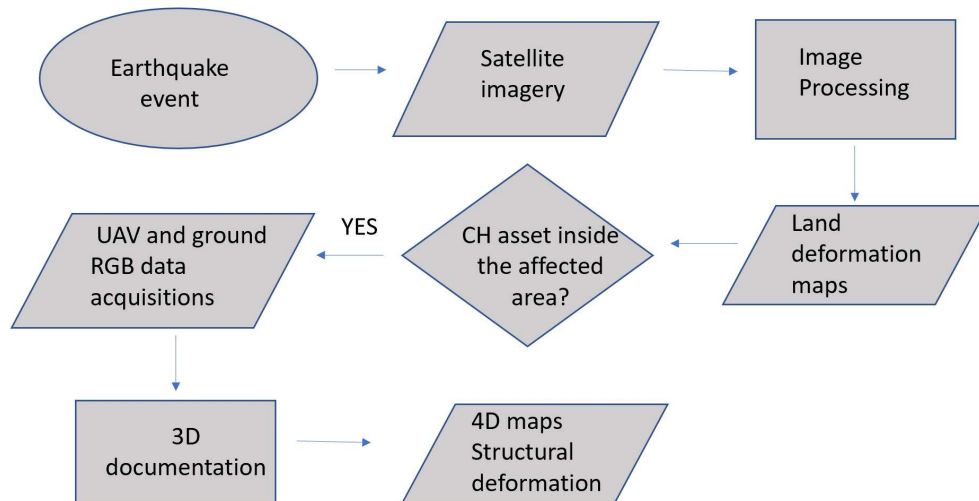 Earthquake
event
Satellite
imagery
Image
Processing
Land
deformation
maps
CH asset inside
the affected
area?
YES
UAV and ground
RGB data
acquisitions
3D
documentation
4D maps
Structural
deformation